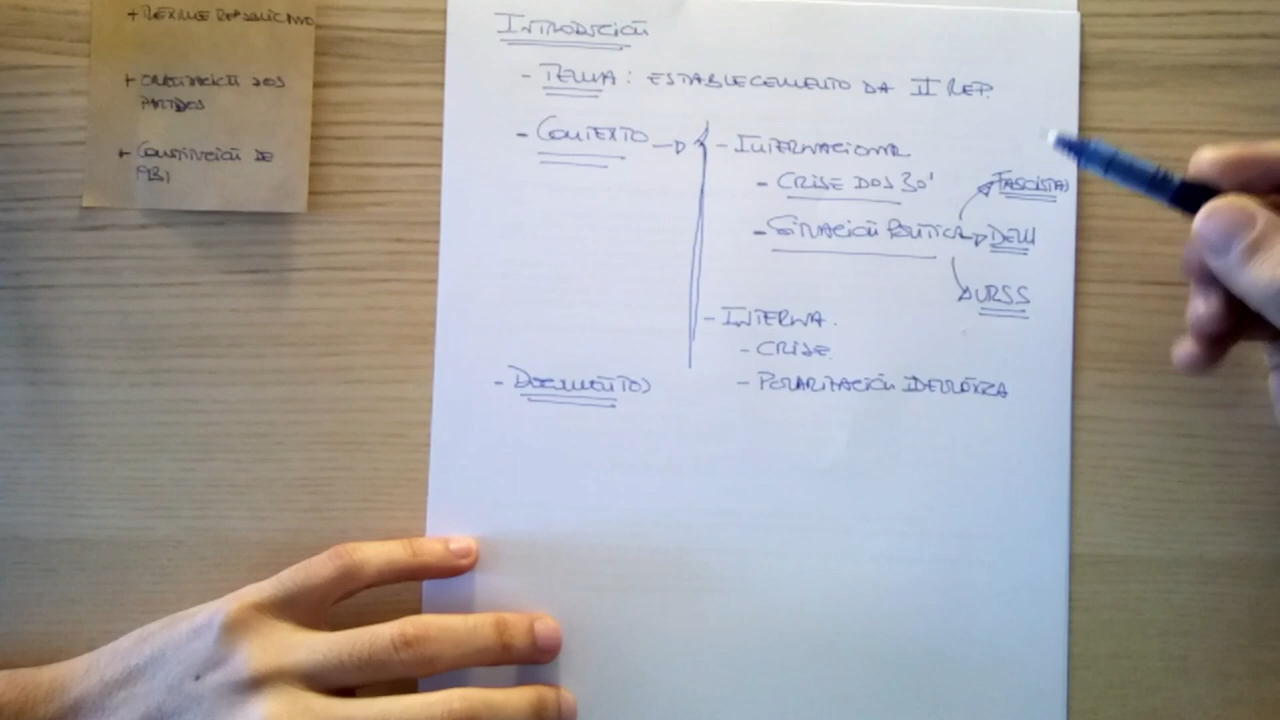 + RÉXIME REPUBLICANO
+ ORGANIZACIÓN DOS
PARTIDOS
+ CONSTITUCIÓN DE
1931
INTRODUCIÓN
- TEMA: ESTABLECEMENTO DA II REP.
- CONTEXTO → - INTERNACIONAL
- CRISE DOS 30'
- SITUACIÓN POLÍTICA → FASCISTAS
→ DEM
→ URSS
- INTERNA.
- CRISE.
- POLARIZACIÓN IDEOLÓXICA
- DOCUMENTOS